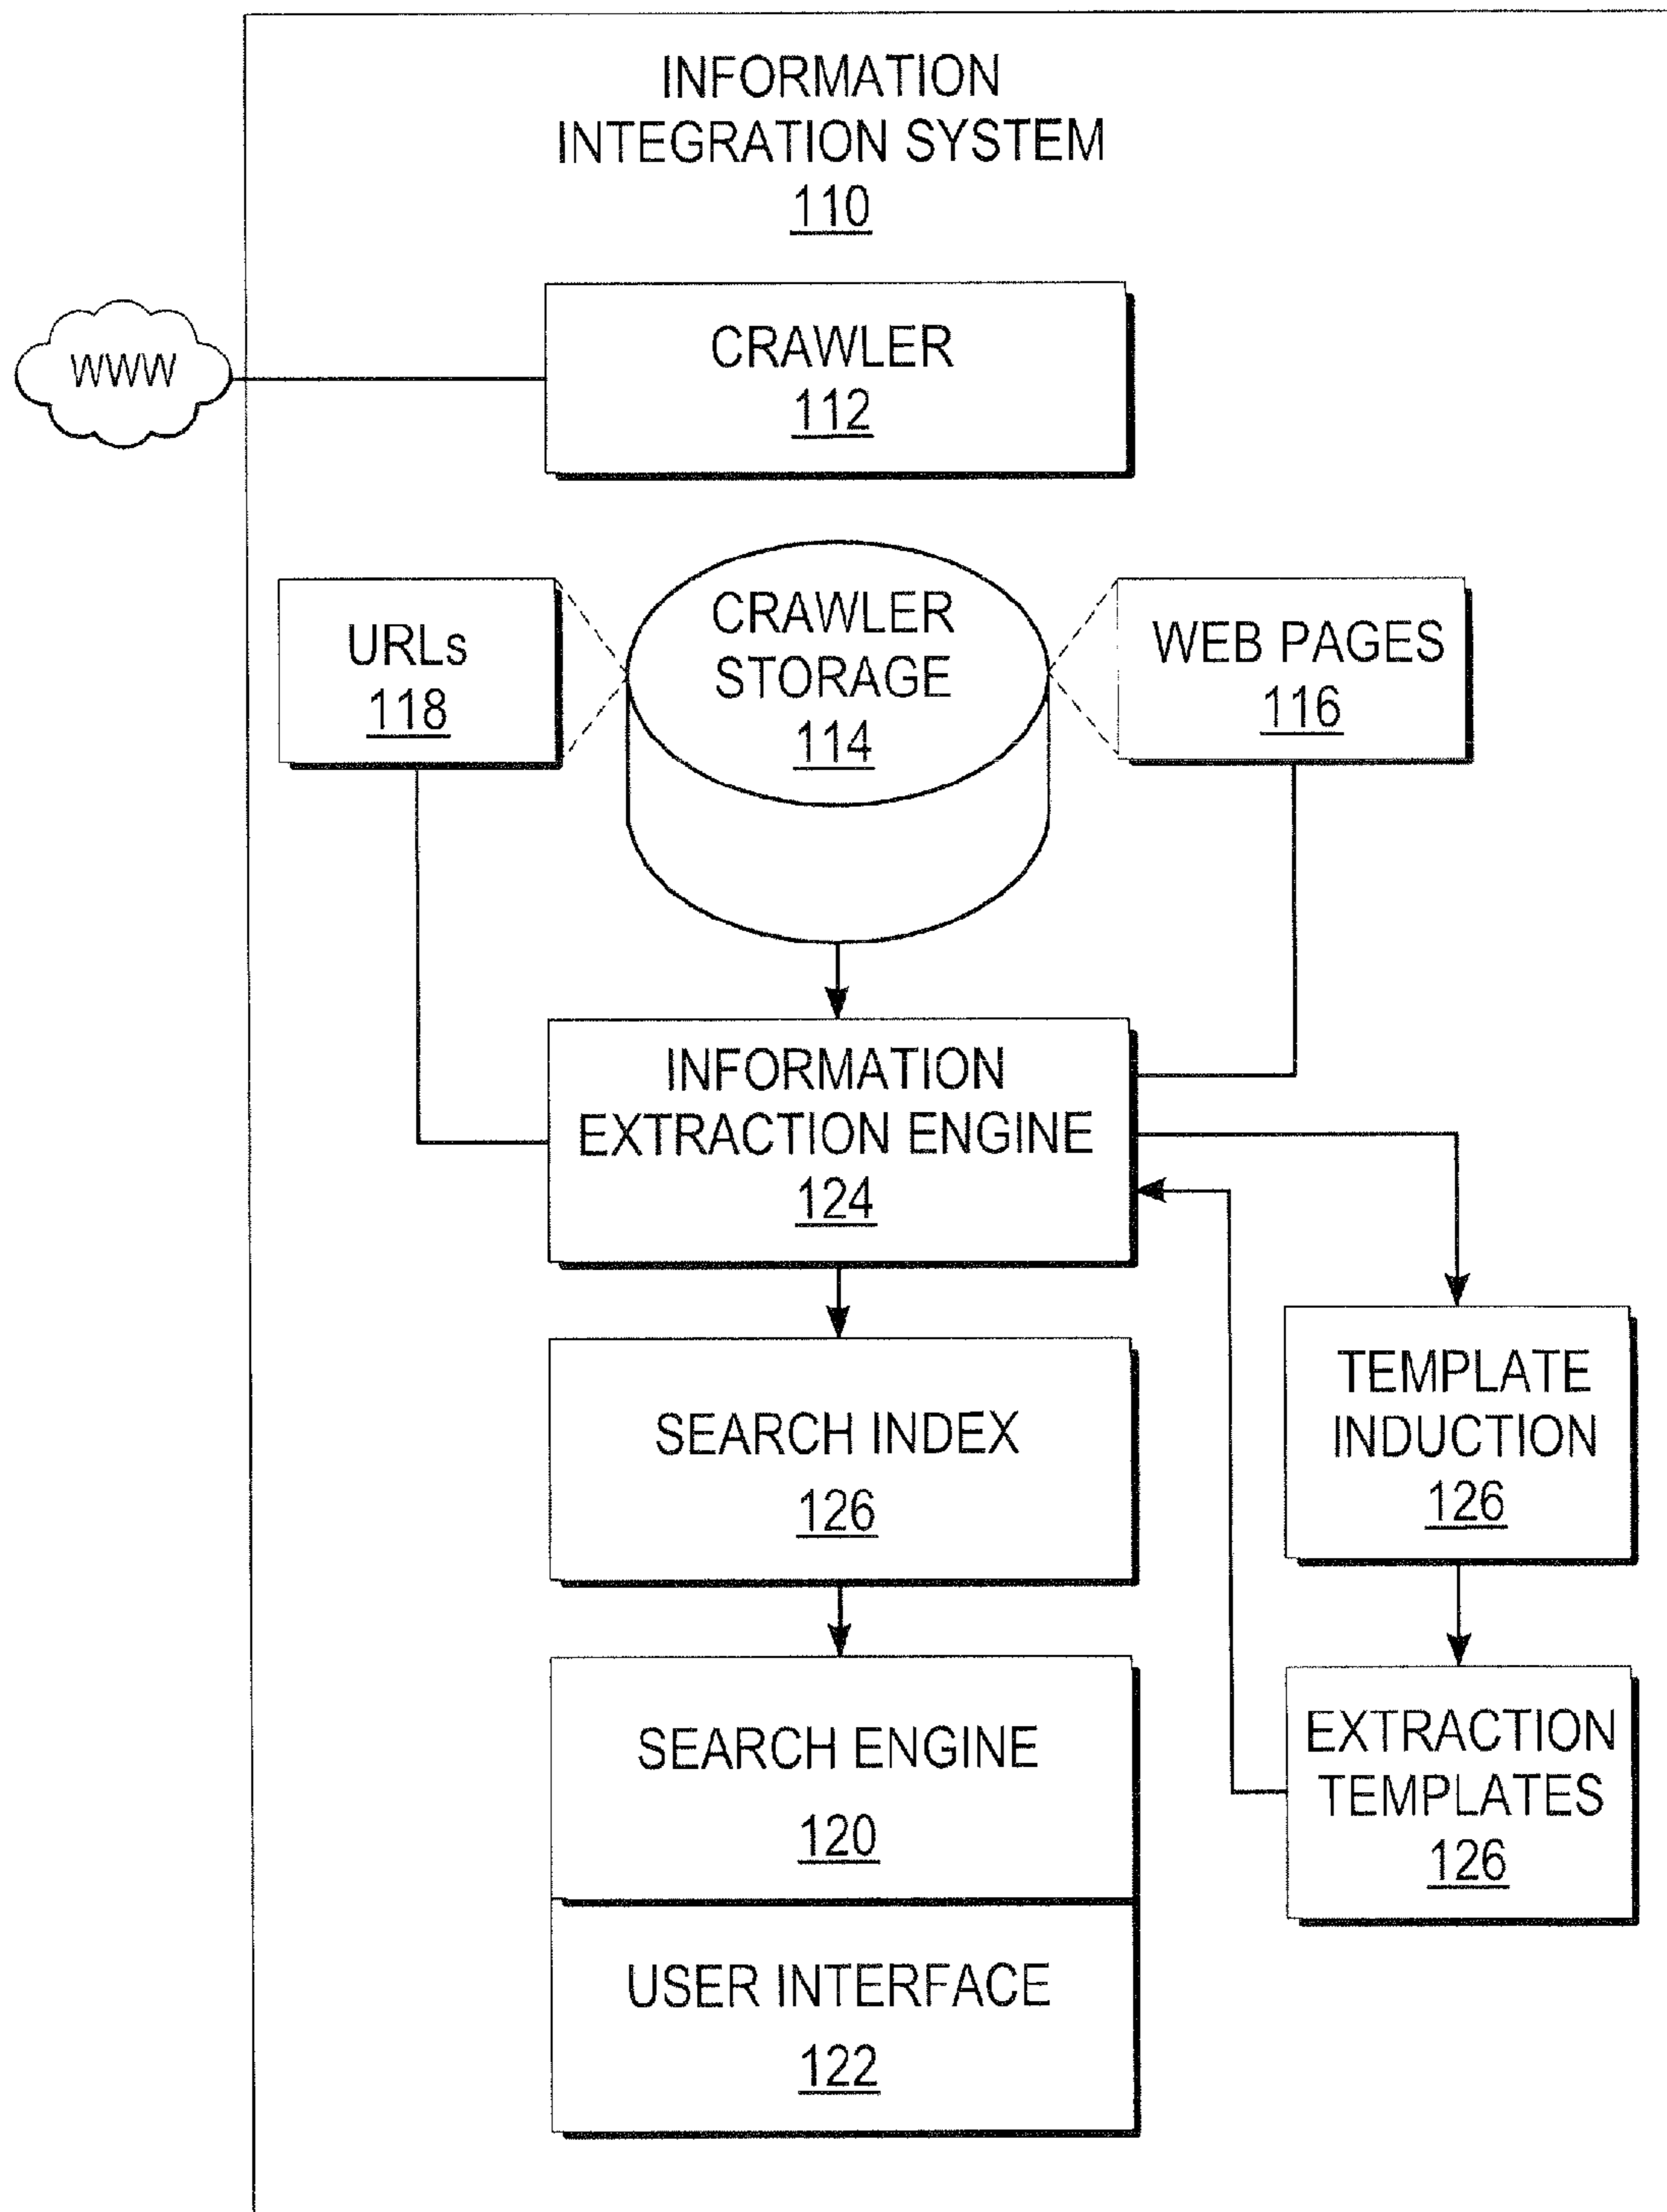 INFORMATION
INTEGRATION SYSTEM
110
WWW
CRAWLER
112
URLs
118
CRAWLER
STORAGE
114
WEB PAGES
116
INFORMATION
EXTRACTION ENGINE
124
SEARCH INDEX
126
TEMPLATE
INDUCTION
126
SEARCH ENGINE
120
EXTRACTION
TEMPLATES
126
USER INTERFACE
122